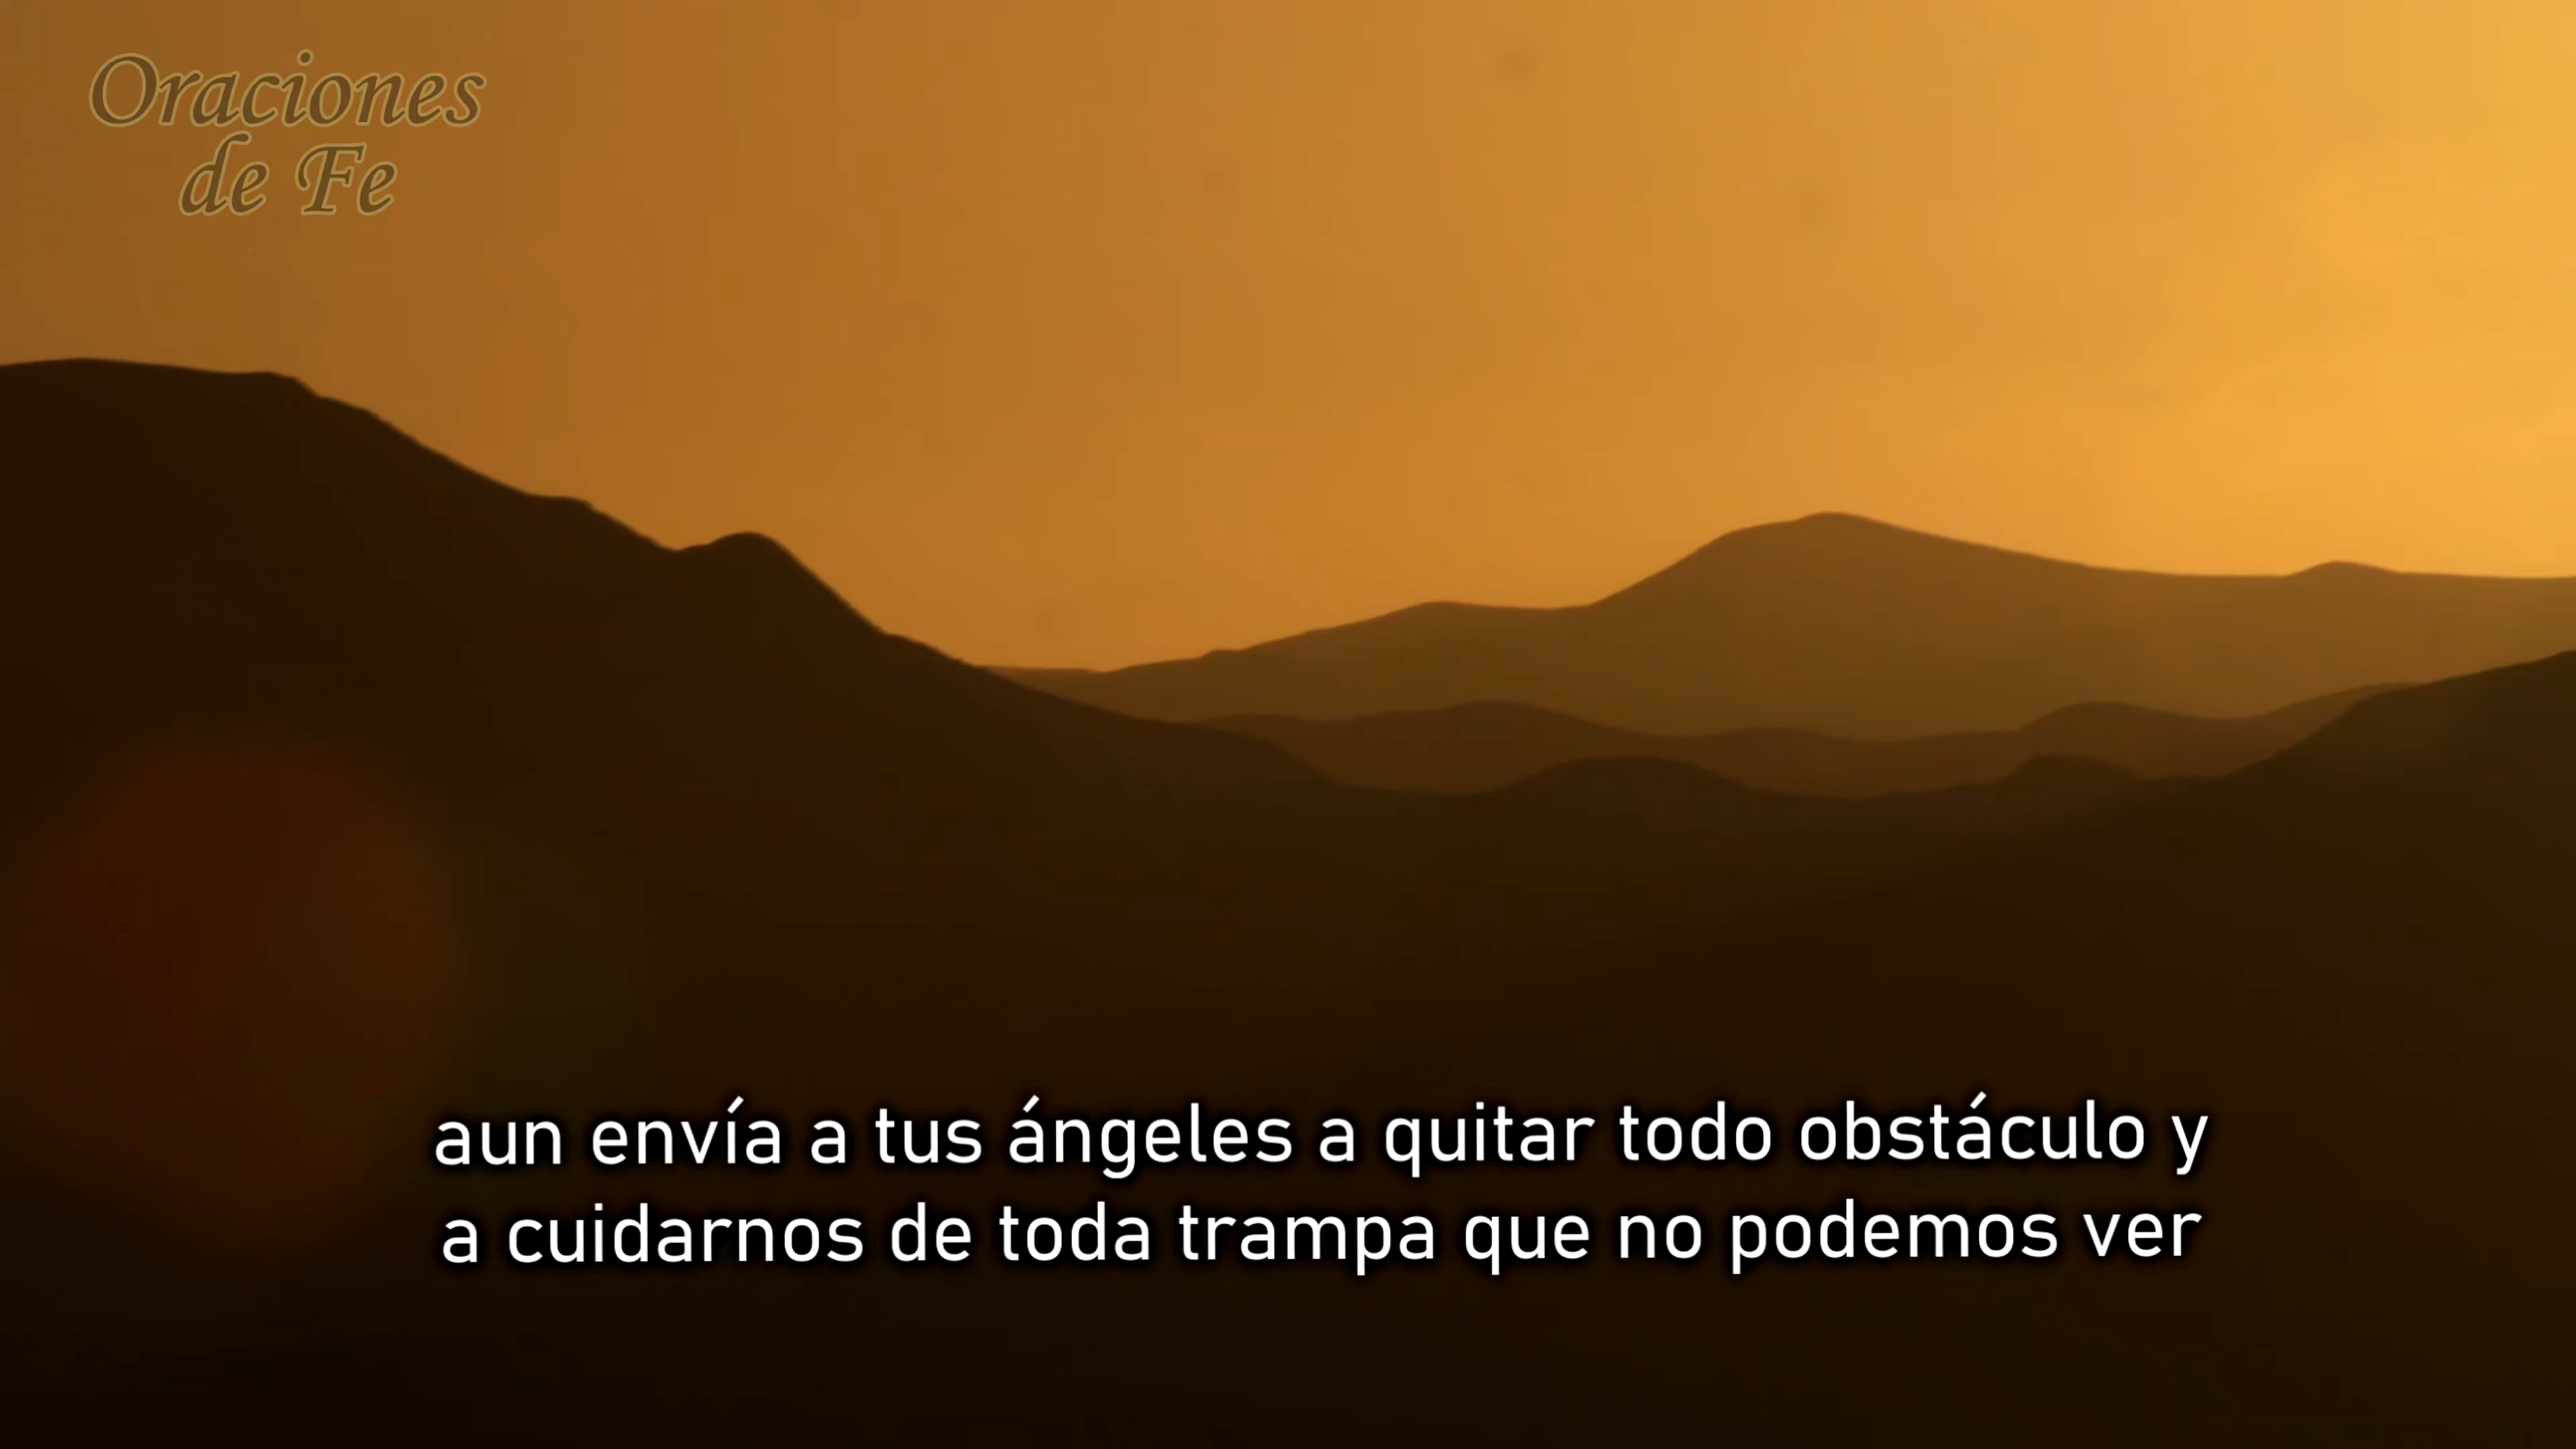 Oraciones
de Fe
aun envía a tus ángeles a quitar todo obstáculo y
a cuidarnos de toda trampa que no podemos ver